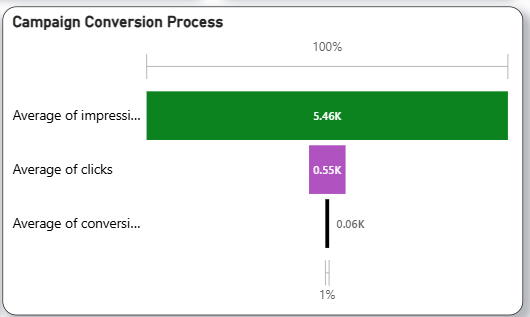 Campaign Conversion Process
100%
Average of impressi... 5.46K
Average of clicks 0.55K
Average of conversi... 0.06K
1%